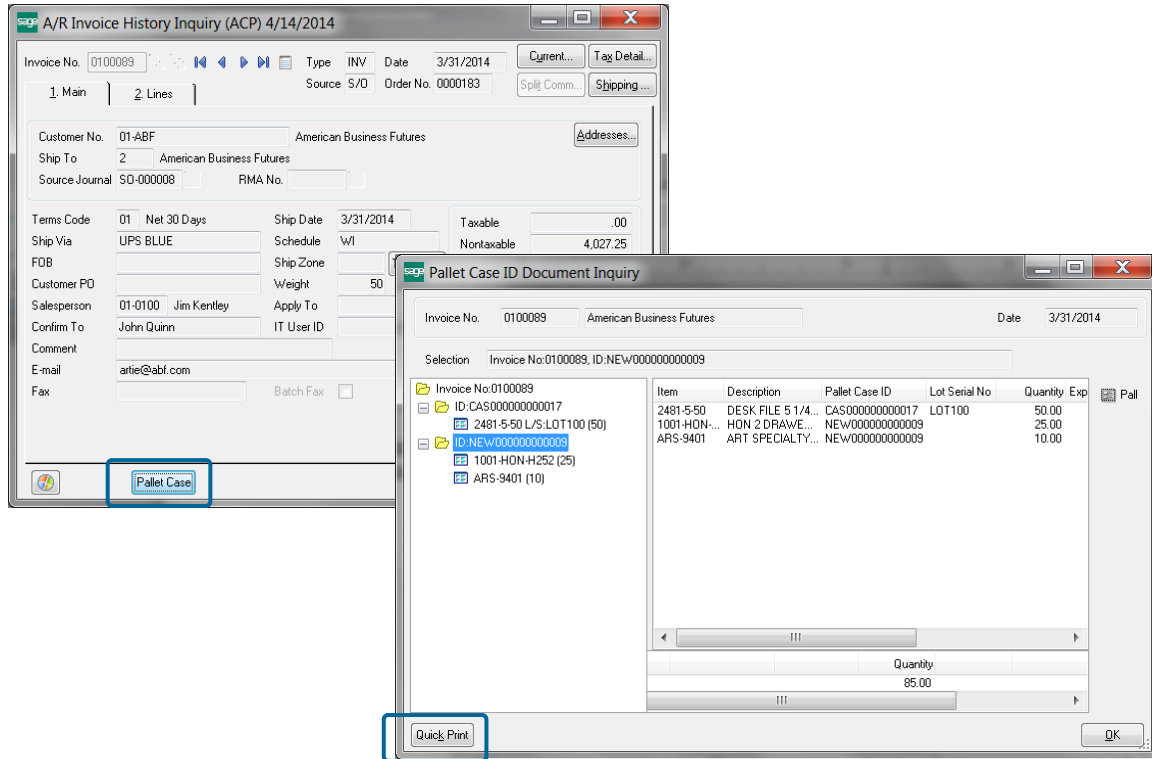 sage A/R Invoice History Inquiry (ACP) 4/14/2014
Invoice No. 0100089 Type INV Date 3/31/2014 Current... Tax Detail...
Source S/O Order No. 0000183 Split Comm... Shipping ...
1. Main 2. Lines
Customer No. 01-ABF American Business Futures Addresses...
Ship To 2 American Business Futures
Source Journal SO-000008 RMA No.
Terms Code 01 Net 30 Days Ship Date 3/31/2014 Taxable .00
Ship Via UPS BLUE Schedule WI Nontaxable 4,027.25
FOB Ship Zone
Customer PO Weight 50
Salesperson 01-0100 Jim Kentley Apply To
Confirm To John Quinn IT User ID
Comment
E-mail artie@abf.com
Fax Batch Fax
Pallet Case
sage Pallet Case ID Document Inquiry
Invoice No. 0100089 American Business Futures Date 3/31/2014
Selection Invoice No:0100089, ID:NEW000000000009
Invoice No:0100089
ID:CAS000000000017
2481-5-50 L/S:LOT100 (50)
ID:NEW000000000009
1001-HON-H252 (25)
ARS-9401 (10)
Item Description Pallet Case ID Lot Serial No Quantity Exp
2481-5-50 DESK FILE 5 1/4... CAS000000000017 LOT100 50.00
1001-HON-... HON 2 DRAWE... NEW000000000009 25.00
ARS-9401 ART SPECIALTY... NEW000000000009 10.00
Pall
Quantity
85.00
Quick Print OK